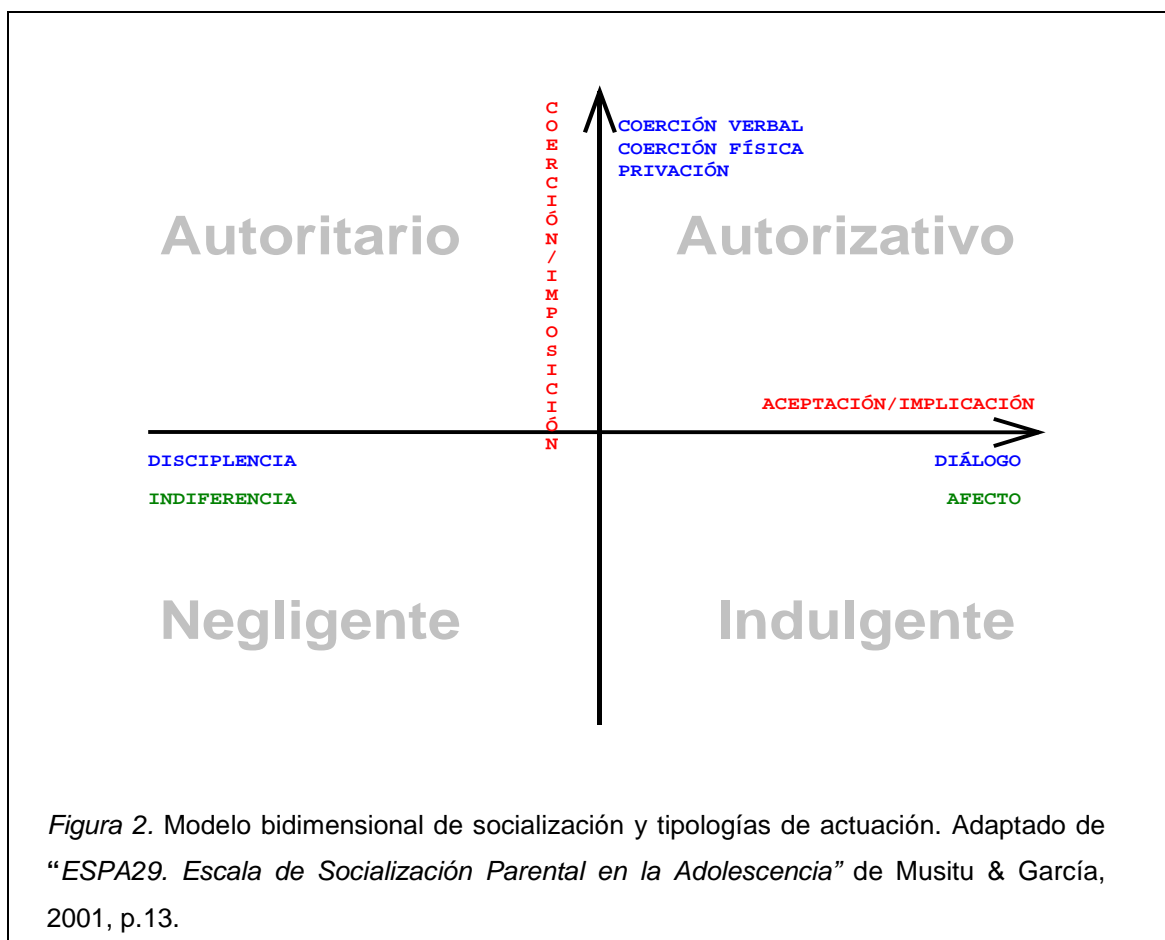 COERCIÓN/IMPOSICIÓN
COERCIÓN VERBAL
COERCIÓN FÍSICA
PRIVACIÓN
Autoritario
Autorizativo
ACEPTACIÓN/IMPLICACIÓN
DISCIPLENCIA
DIÁLOGO
INDIFERENCIA
AFECTO
Negligente
Indulgente
Figura 2. Modelo bidimensional de socialización y tipologías de actuación. Adaptado de
“ESPA29. Escala de Socialización Parental en la Adolescencia” de Musitu & García,
2001, p.13.